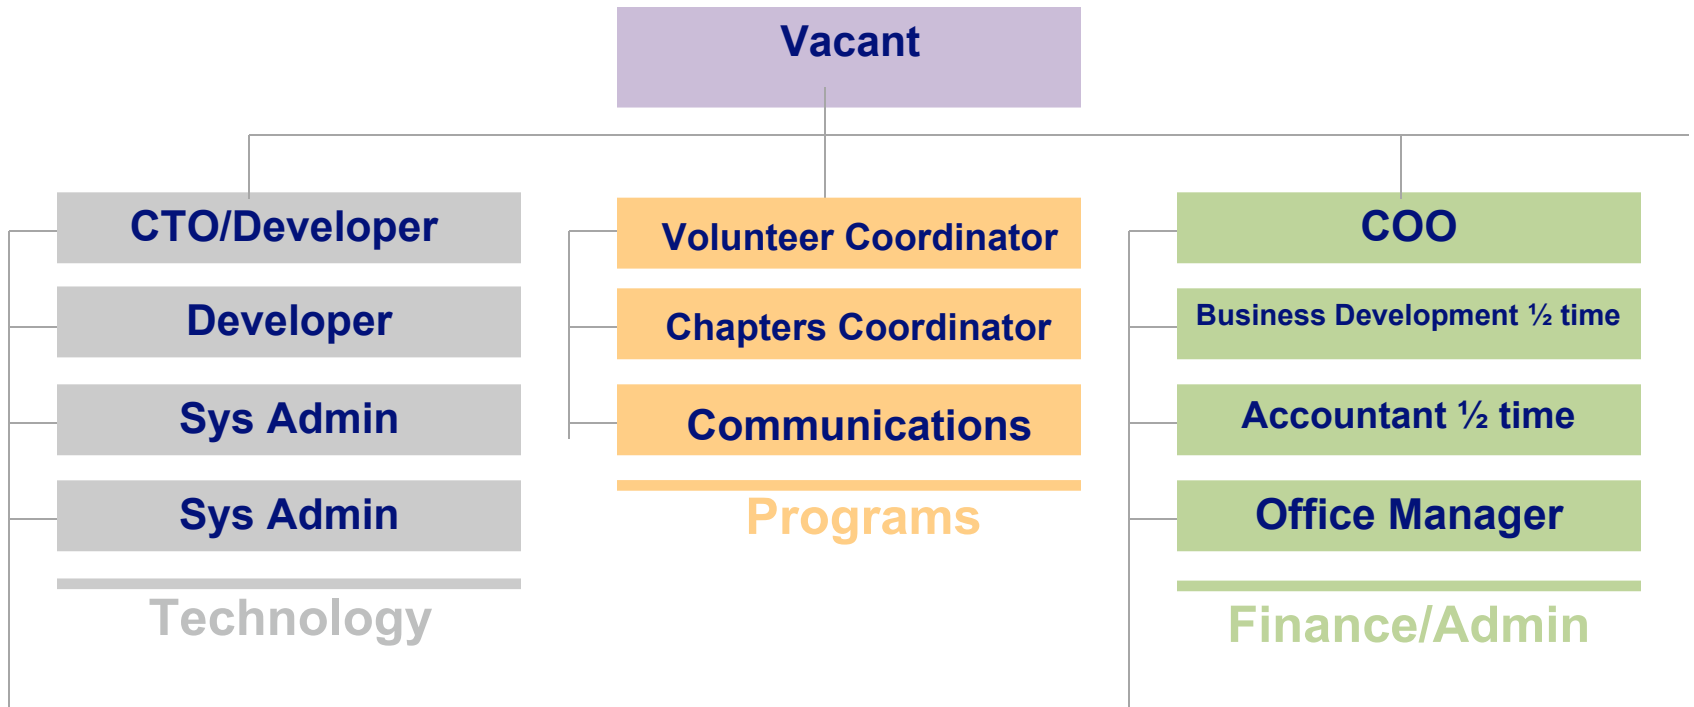 Vacant
CTO/Developer
Developer
Sys Admin
Sys Admin
Technology
Volunteer Coordinator
Chapters Coordinator
Communications
Programs
COO
Business Development ½ time
Accountant ½ time
Office Manager
Finance/Admin